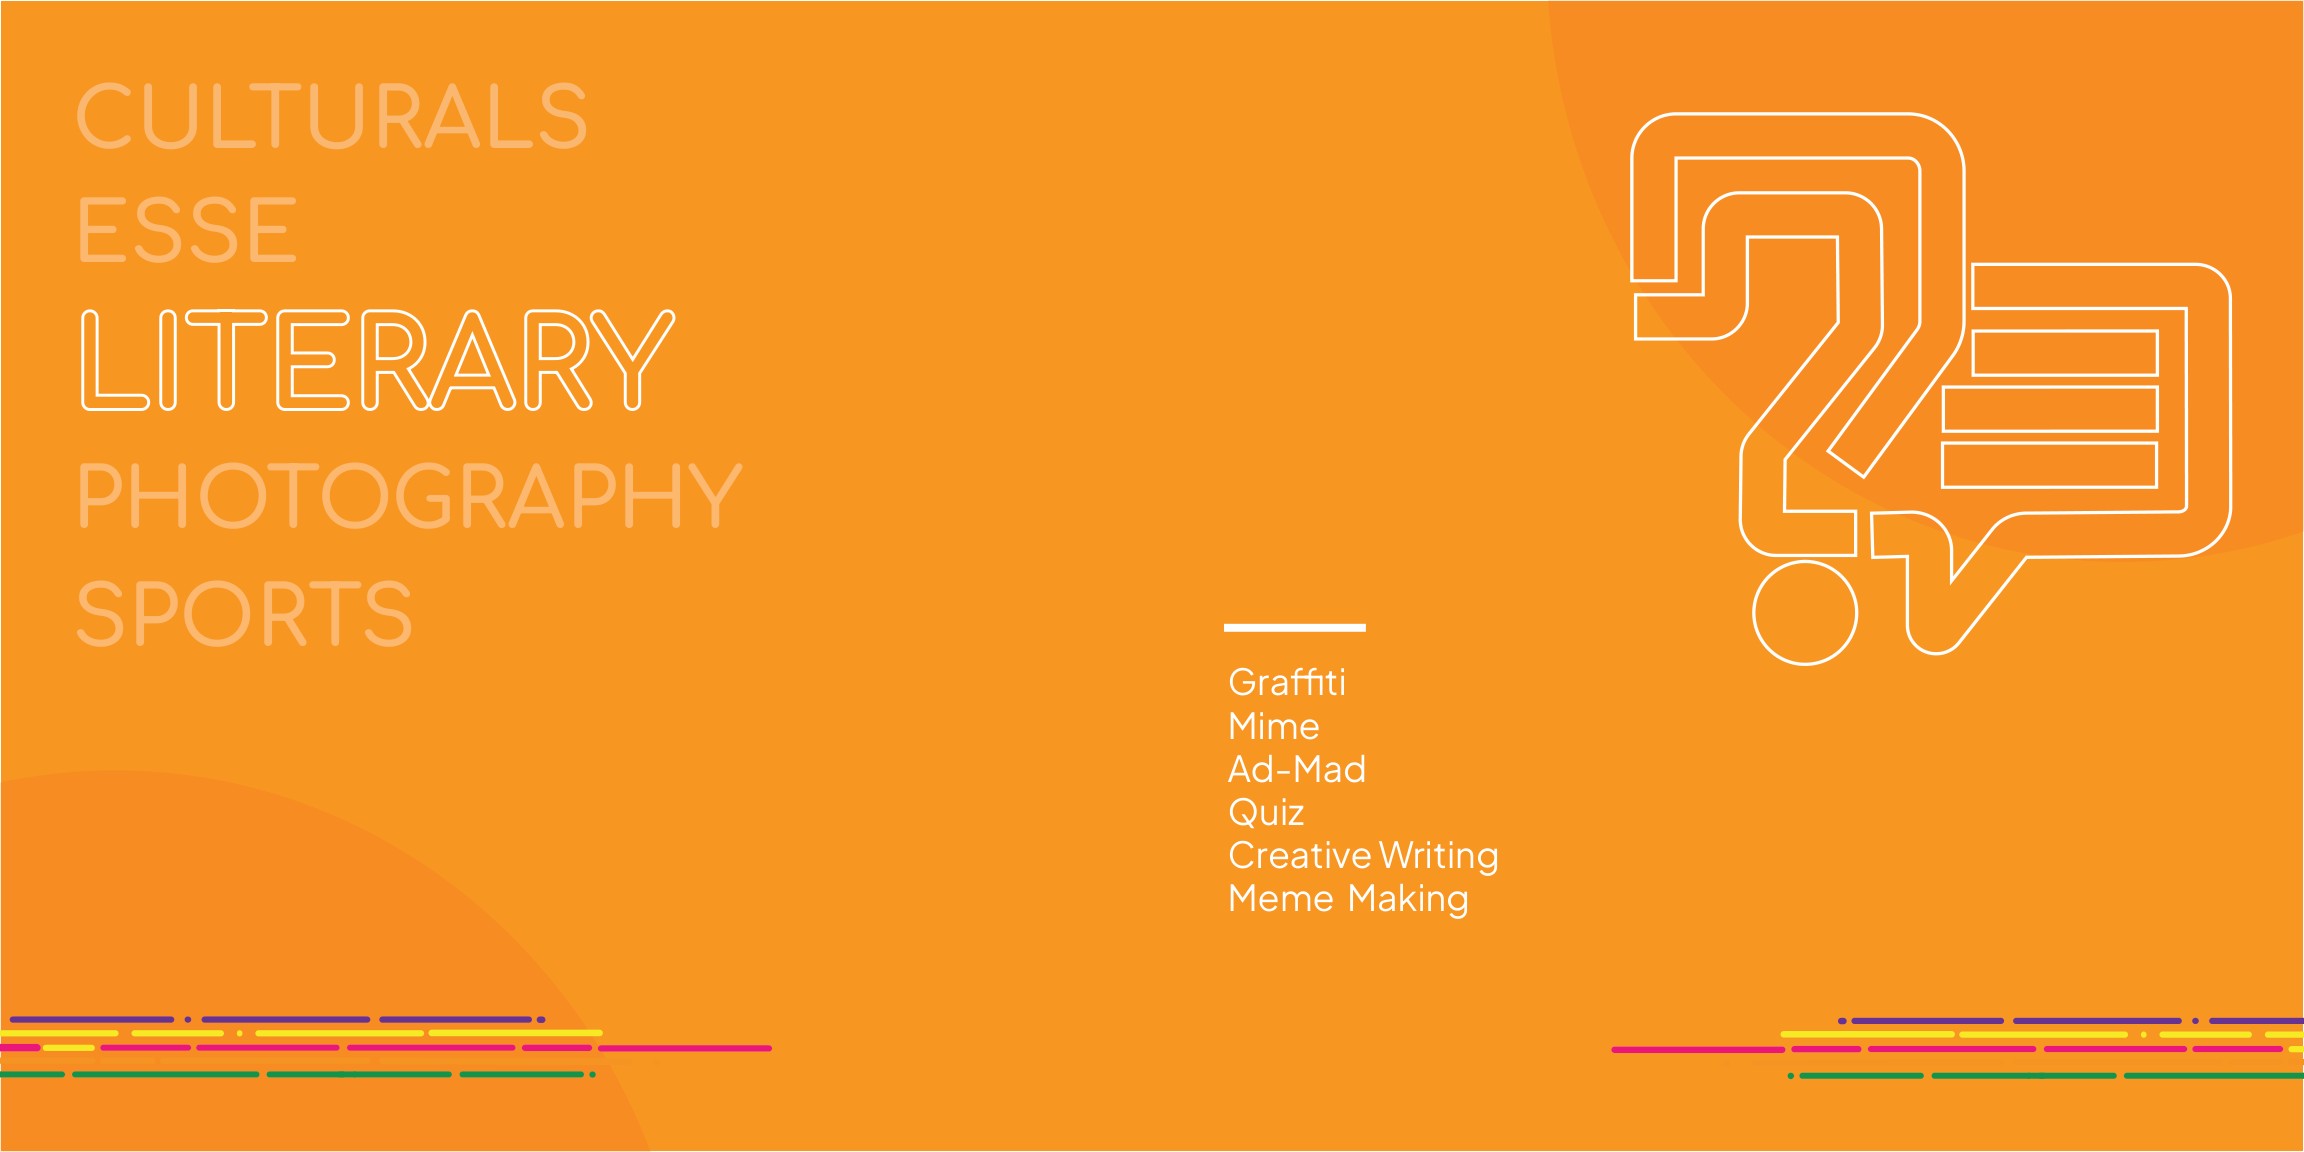 CULTURALS
ESSE
LITERARY
PHOTOGRAPHY
SPORTS
Graffiti
Mime
Ad-Mad
Quiz
Creative Writing
Meme Making